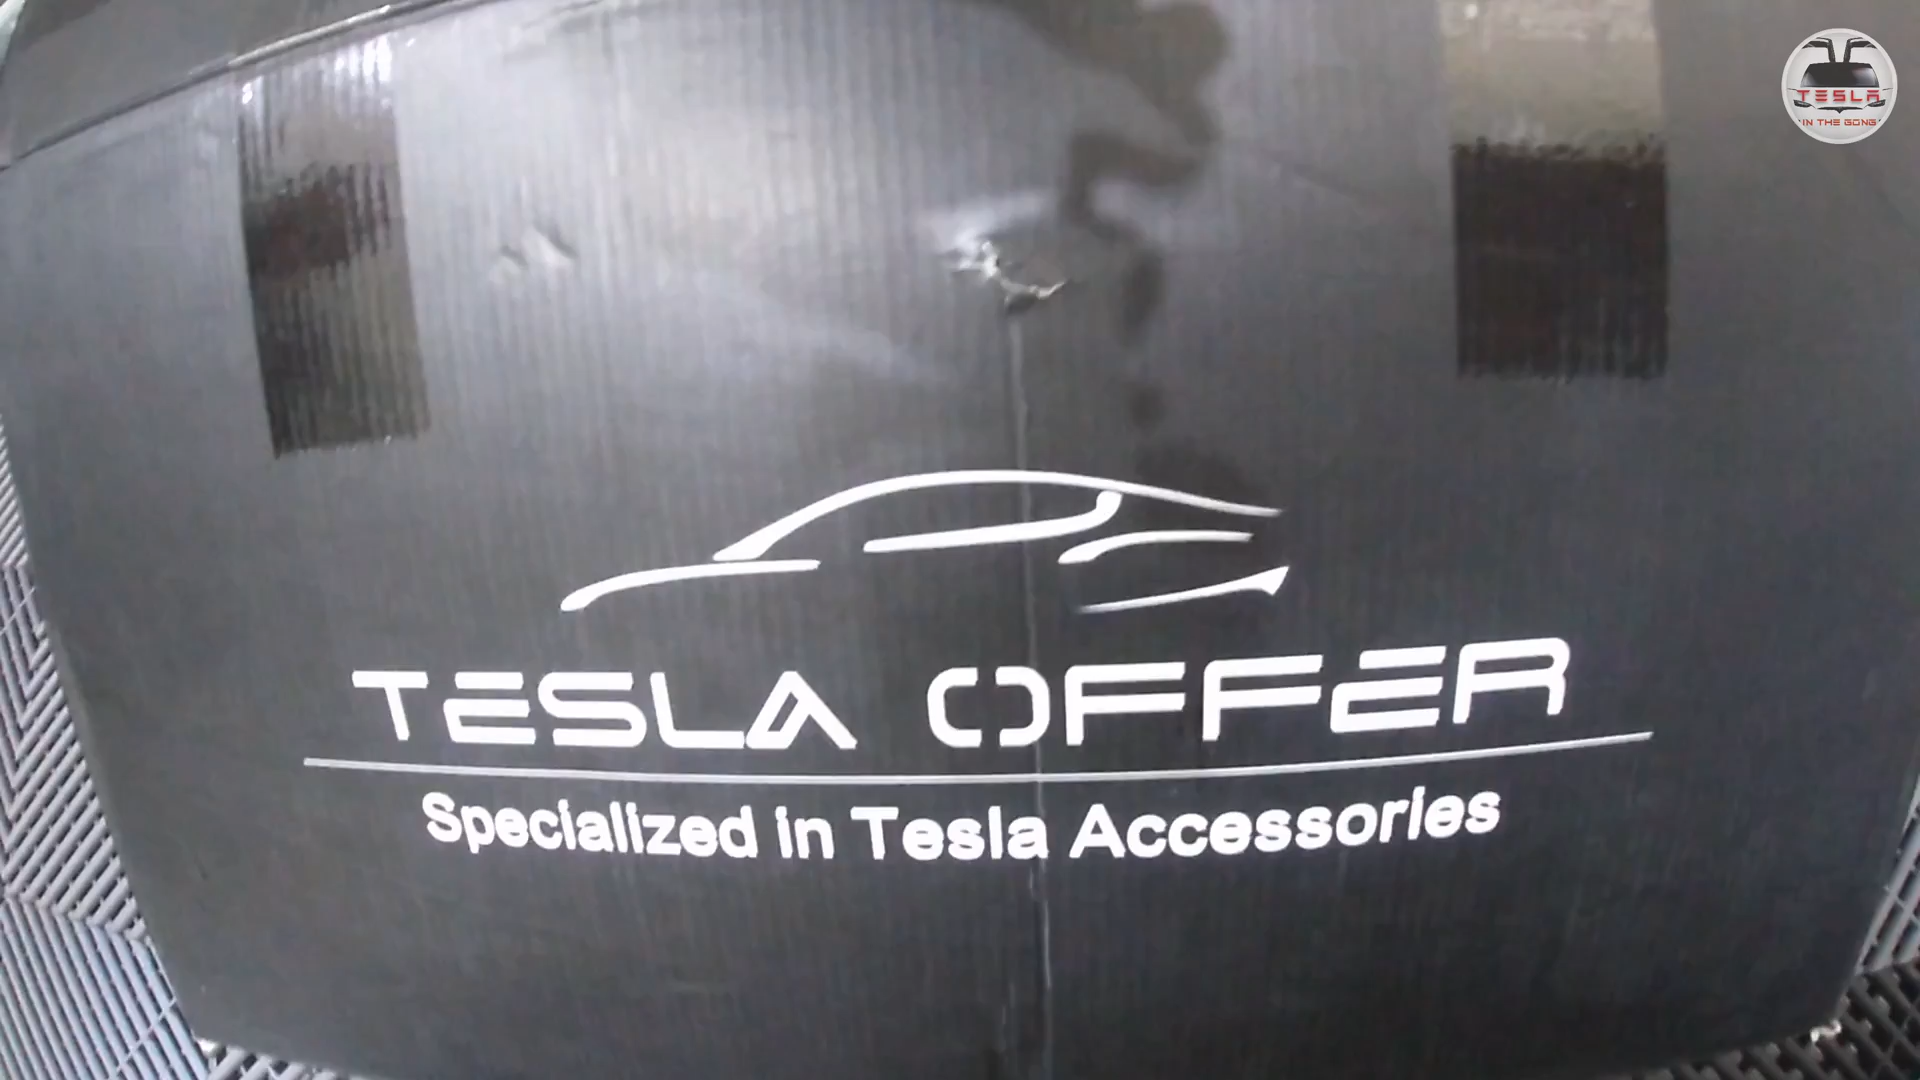 TESLA
IN THE GONG
TESLA OFFER
Specialized in Tesla Accessories